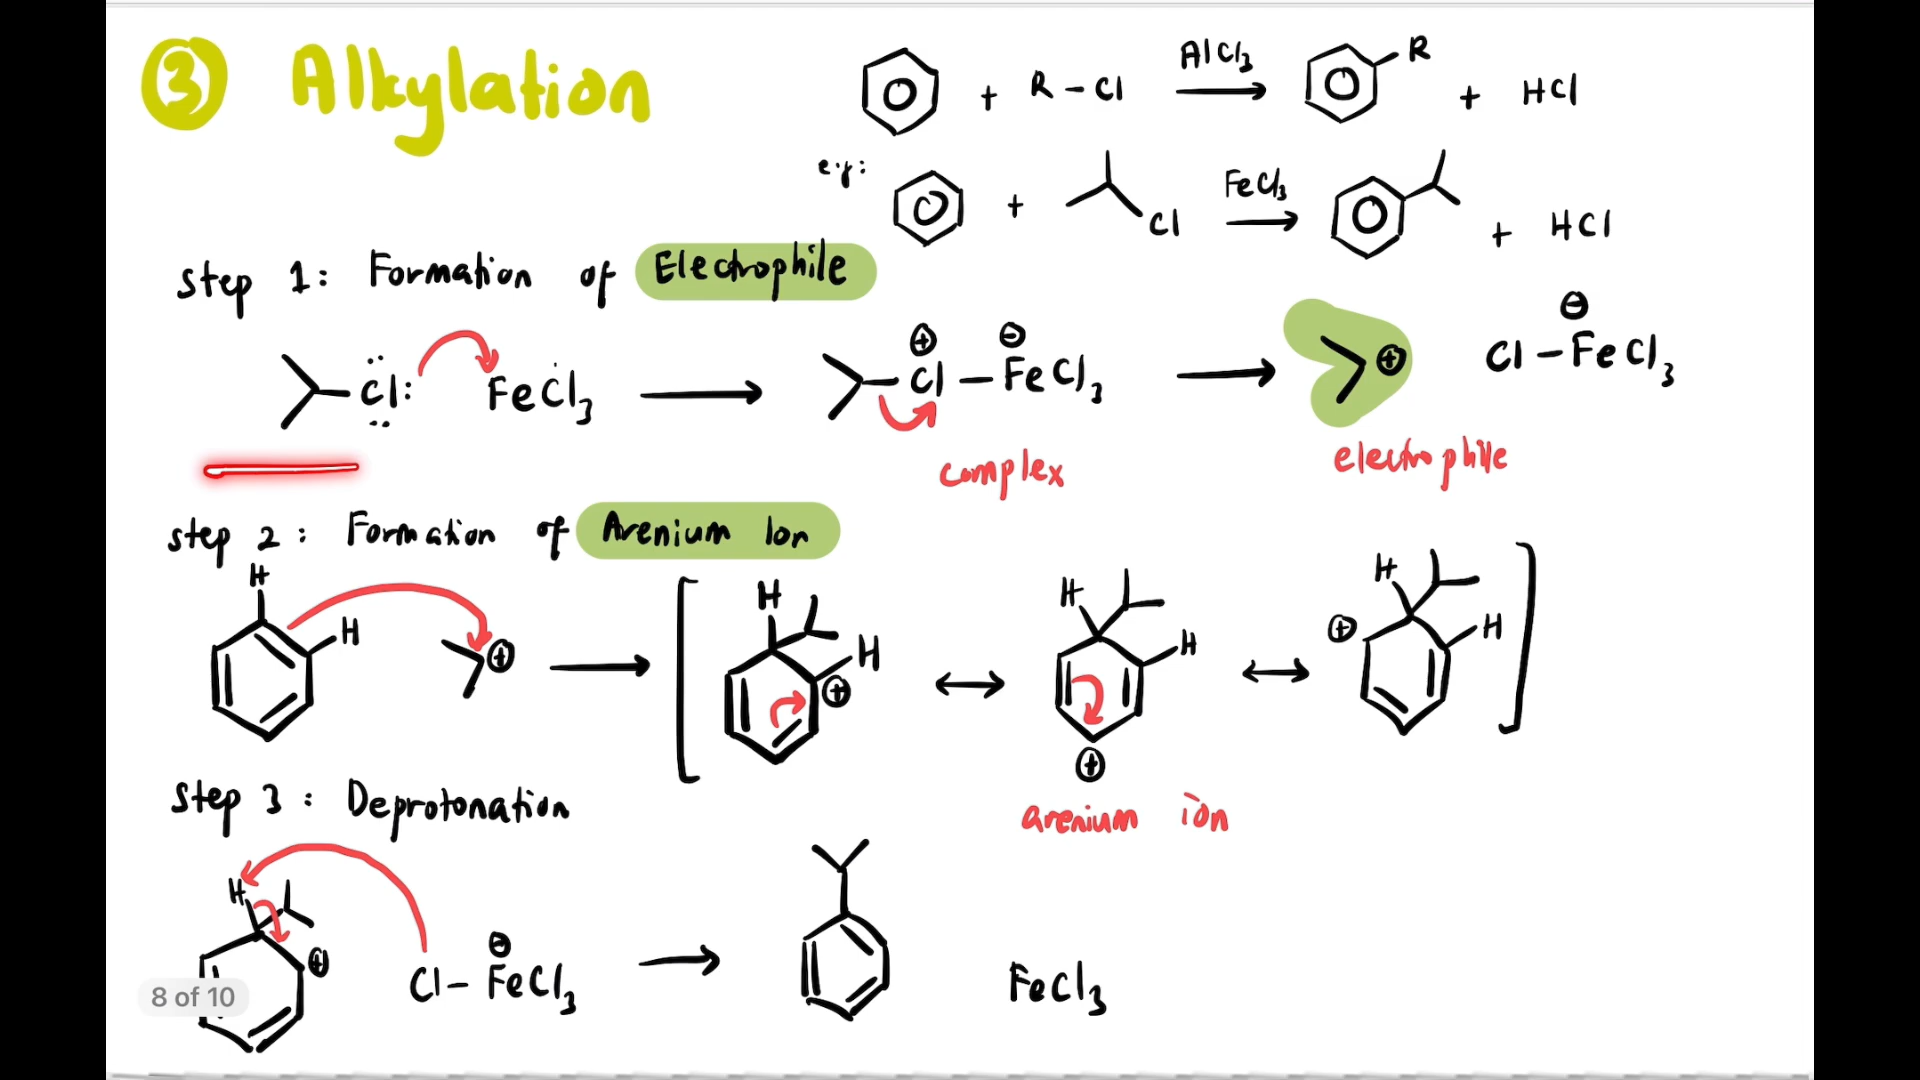 ③ Alkylation
+ R-Cl AlCl3 R + HCl
e.g:
+ Cl FeCl3 + HCl
step 1: Formation of Electrophile
Cl: FeCl3 ⊕ Cl - ⊖ FeCl3 ⊕ Cl - ⊖ FeCl3
complex electrophile
step 2: Formation of Arenium Ion
H H ⊕ H H ⊕ H H ⊕ H H ⊕
arenium ion
Step 3: Deprotonation
H ⊕ Cl - ⊖ FeCl3 FeCl3
8 of 10